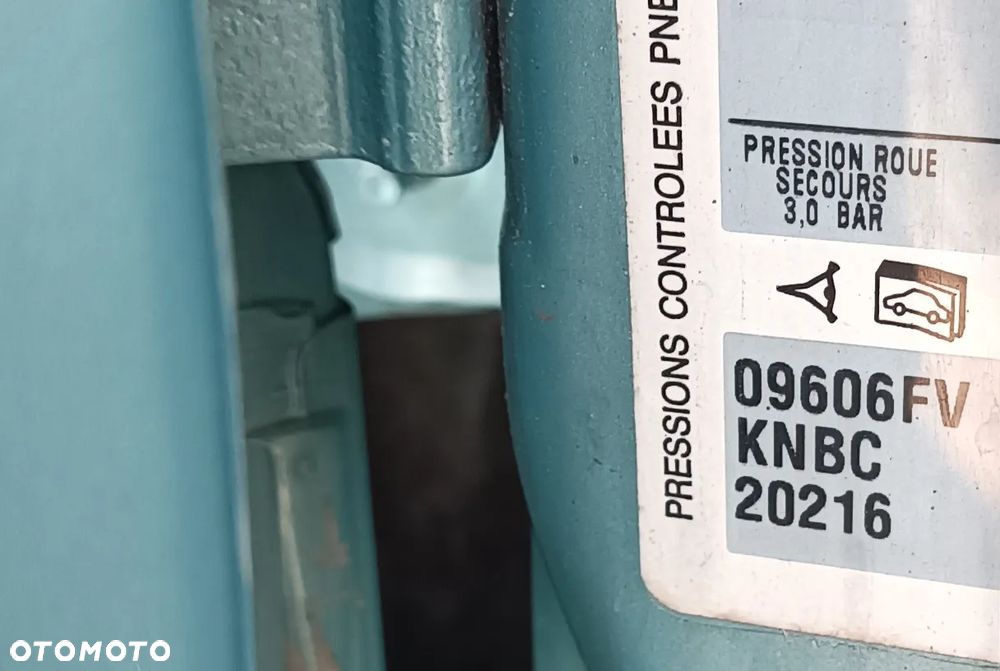 PRESSIONS CONTROLEES PNE
PRESSION ROUE
SECOURS
3,0 BAR
09606FV
KNBC
20216
OTOMOTO